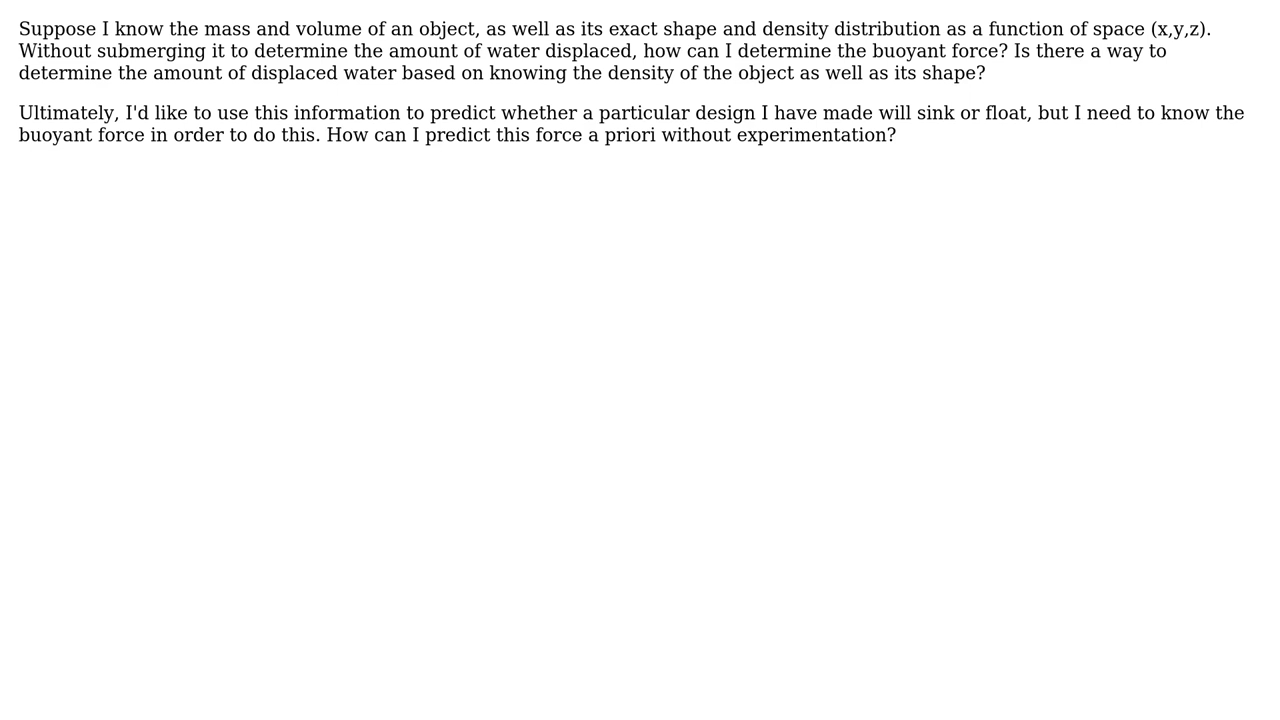 Suppose I know the mass and volume of an object, as well as its exact shape and density distribution as a function of space (x,y,z).
Without submerging it to determine the amount of water displaced, how can I determine the buoyant force? Is there a way to
determine the amount of displaced water based on knowing the density of the object as well as its shape?
Ultimately, I'd like to use this information to predict whether a particular design I have made will sink or float, but I need to know the
buoyant force in order to do this. How can I predict this force a priori without experimentation?